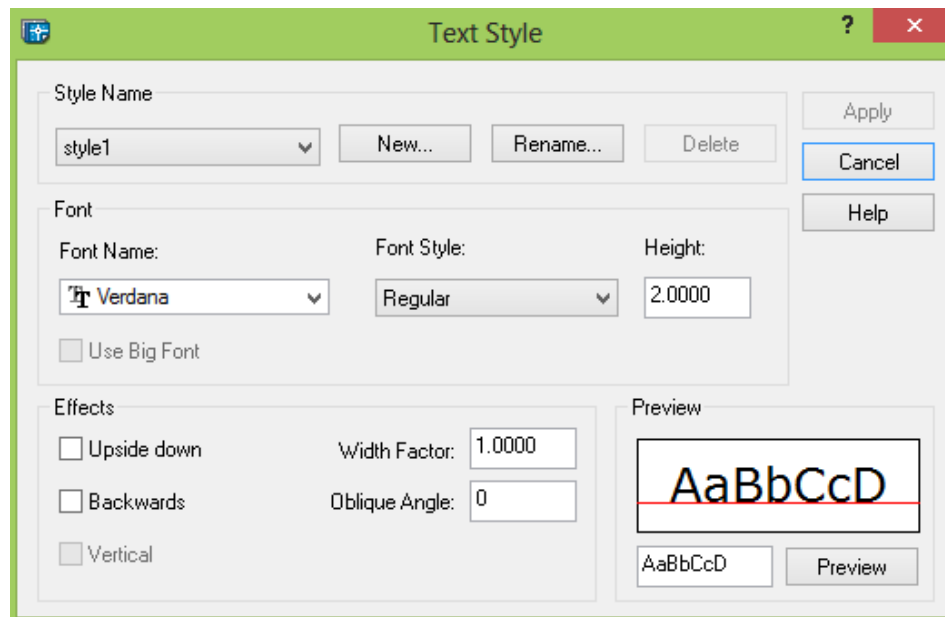 Text Style
?
Style Name
Apply
style1
New...
Rename...
Delete
Cancel
Font
Help
Font Name:
Font Style:
Height:
Verdana
Regular
2.0000
Use Big Font
Effects
Preview
Upside down
Width Factor:
1.0000
AaBbCcD
Backwards
Oblique Angle:
0
Vertical
AaBbCcD
Preview